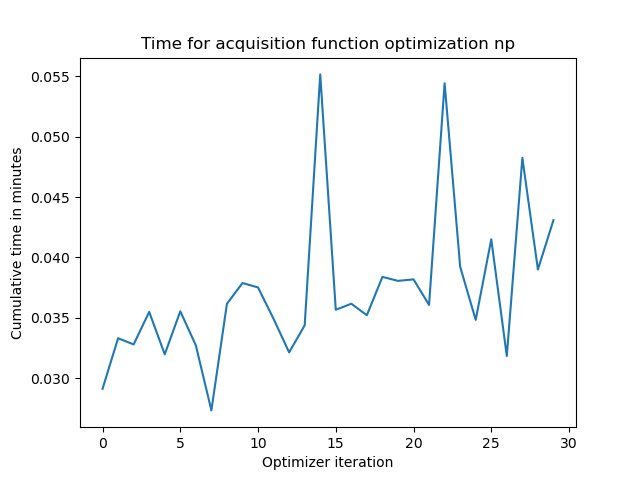 Time for acquisition function optimization np
Cumulative time in minutes
0.055
0.050
0.045
0.040
0.035
0.030
0 5 10 15 20 25 30
Optimizer iteration